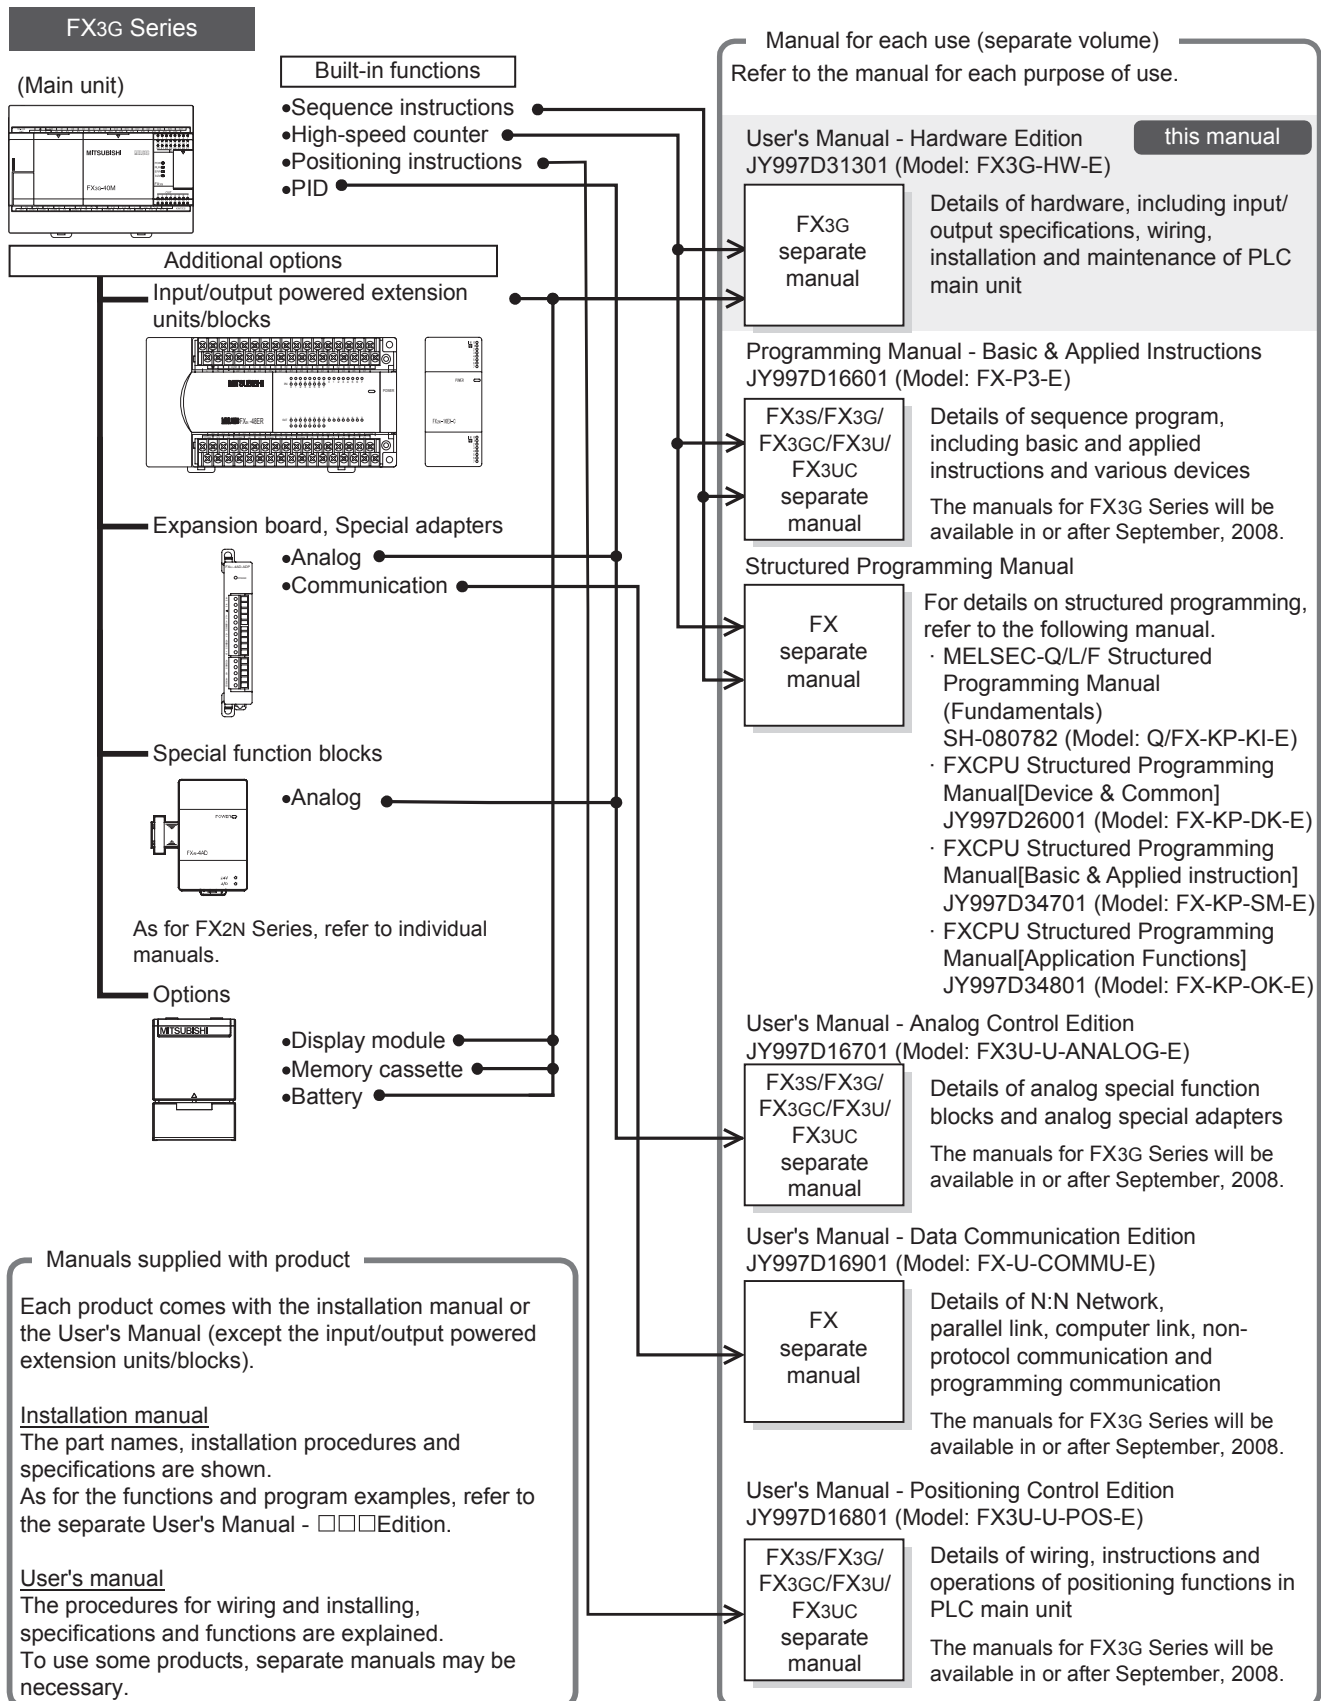 FX3G Series
(Main unit)
MITSUBISHI
FX3G-40M
Built-in functions
•Sequence instructions
•High-speed counter
•Positioning instructions
•PID
Additional options
Input/output powered extension
units/blocks
MITSUBISHI
POWER
Expansion board, Special adapters
•Analog
•Communication
Special function blocks
POWER
•Analog
As for FX2N Series, refer to individual
manuals.
Options
MITSUBISHI
•Display module
•Memory cassette
•Battery
Manuals supplied with product
Each product comes with the installation manual or
the User's Manual (except the input/output powered
extension units/blocks).
Installation manual
The part names, installation procedures and
specifications are shown.
As for the functions and program examples, refer to
the separate User's Manual - □□□Edition.
User's manual
The procedures for wiring and installing,
specifications and functions are explained.
To use some products, separate manuals may be
necessary.
Manual for each use (separate volume)
Refer to the manual for each purpose of use.
User's Manual - Hardware Edition
this manual
JY997D31301 (Model: FX3G-HW-E)
FX3G
separate
manual
Details of hardware, including input/
output specifications, wiring,
installation and maintenance of PLC
main unit
Programming Manual - Basic & Applied Instructions
JY997D16601 (Model: FX-P3-E)
FX3S/FX3G/
FX3GC/FX3U/
FX3UC
separate
manual
Details of sequence program,
including basic and applied
instructions and various devices
The manuals for FX3G Series will be
available in or after September, 2008.
Structured Programming Manual
FX
separate
manual
For details on structured programming,
refer to the following manual.
· MELSEC-Q/L/F Structured
Programming Manual
(Fundamentals)
SH-080782 (Model: Q/FX-KP-KI-E)
· FXCPU Structured Programming
Manual[Device & Common]
JY997D26001 (Model: FX-KP-DK-E)
· FXCPU Structured Programming
Manual[Basic & Applied instruction]
JY997D34701 (Model: FX-KP-SM-E)
· FXCPU Structured Programming
Manual[Application Functions]
JY997D34801 (Model: FX-KP-OK-E)
User's Manual - Analog Control Edition
JY997D16701 (Model: FX3U-U-ANALOG-E)
FX3S/FX3G/
FX3GC/FX3U/
FX3UC
separate
manual
Details of analog special function
blocks and analog special adapters
The manuals for FX3G Series will be
available in or after September, 2008.
User's Manual - Data Communication Edition
JY997D16901 (Model: FX-U-COMMU-E)
FX
separate
manual
Details of N:N Network,
parallel link, computer link, non-
protocol communication and
programming communication
The manuals for FX3G Series will be
available in or after September, 2008.
User's Manual - Positioning Control Edition
JY997D16801 (Model: FX3U-U-POS-E)
FX3S/FX3G/
FX3GC/FX3U/
FX3UC
separate
manual
Details of wiring, instructions and
operations of positioning functions in
PLC main unit
The manuals for FX3G Series will be
available in or after September, 2008.